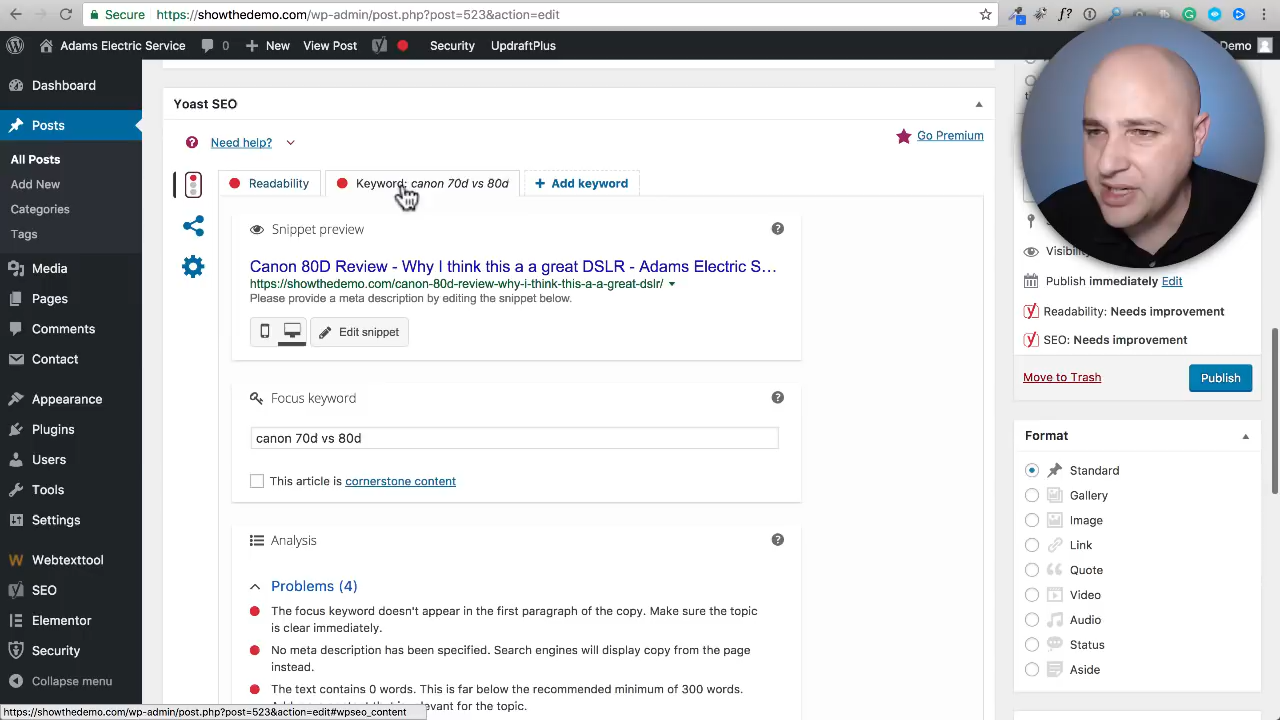 Secure
https://showthedemo.com/wp-admin/post.php?post=523&action=edit
Adams Electric Service
0
New
View Post
Security
UpdraftPlus
Demo
Dashboard
Posts
All Posts
Add New
Categories
Tags
Media
Pages
Comments
Contact
Appearance
Plugins
Users
Tools
Settings
Webtexttool
SEO
Elementor
Security
Collapse menu
Yoast SEO
Need help?
Go Premium
Readability
Keyword: canon 70d vs 80d
Add keyword
Snippet preview
Canon 80D Review - Why I think this a a great DSLR - Adams Electric S...
https://showthedemo.com/canon-80d-review-why-i-think-this-a-a-great-dslr/
Please provide a meta description by editing the snippet below.
Edit snippet
Focus keyword
canon 70d vs 80d
This article is cornerstone content
Analysis
Problems (4)
The focus keyword doesn't appear in the first paragraph of the copy. Make sure the topic
is clear immediately.
No meta description has been specified. Search engines will display copy from the page
instead.
The text contains 0 words. This is far below the recommended minimum of 300 words.
evant for the topic.
Publish immediately Edit
Readability: Needs improvement
SEO: Needs improvement
Move to Trash
Publish
Format
Standard
Gallery
Image
Link
Quote
Video
Audio
Status
Aside
https://showthedemo.com/wp-admin/post.php?post=523&action=edit#wpseo_content